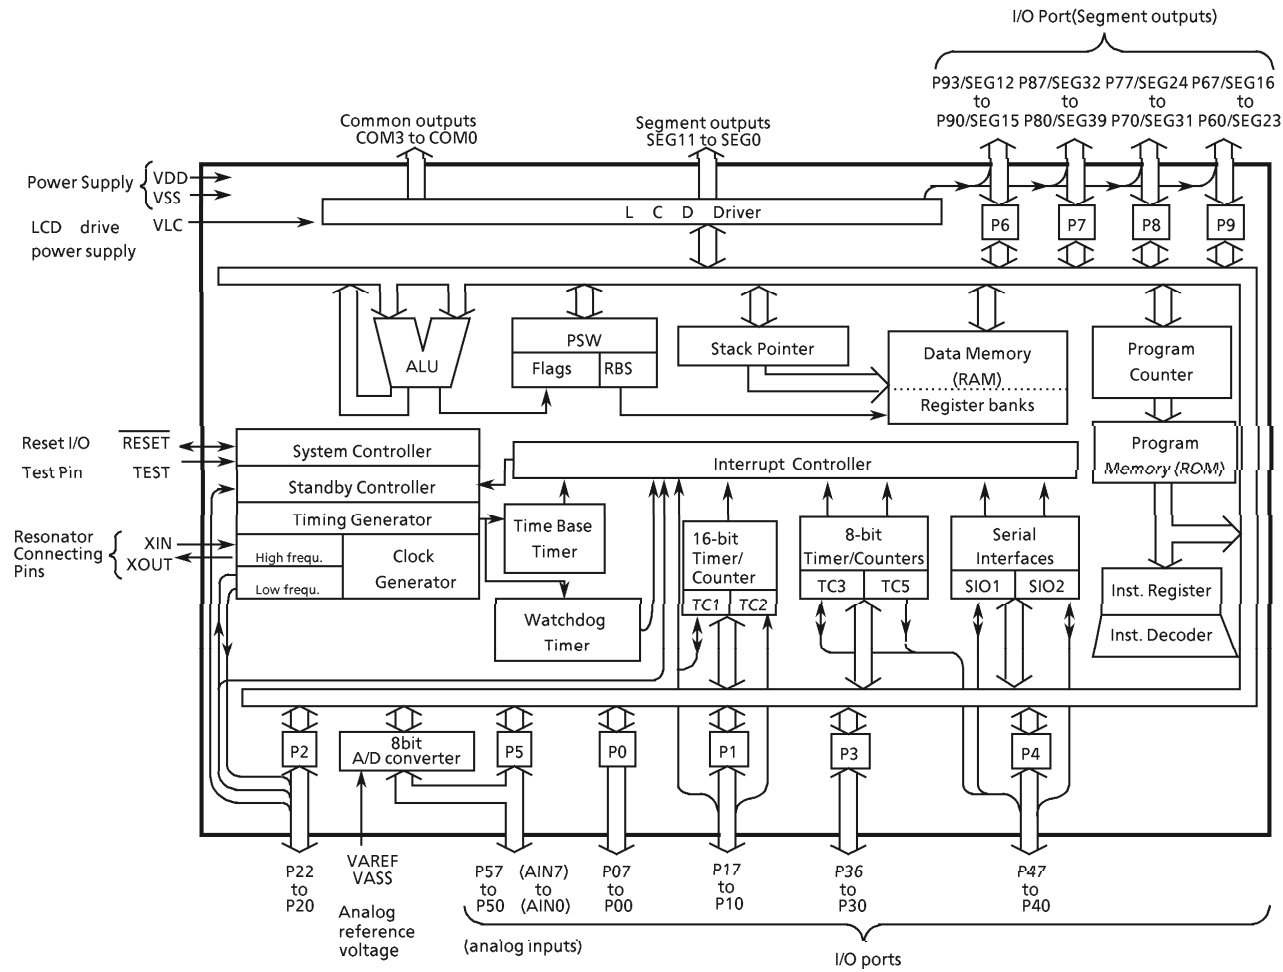 I/O Port(Segment outputs)
P93/SEG12 P87/SEG32 P77/SEG24 P67/SEG16
to to to to
P90/SEG15 P80/SEG39 P70/SEG31 P60/SEG23
Common outputs
COM3 to COM0
Segment outputs
SEG11 to SEG0
Power Supply
VDD
VSS
LCD drive
power supply
VLC
L C D Driver
P6 P7 P8 P9
ALU
PSW
Flags RBS
Stack Pointer
Data Memory
(RAM)
Register banks
Program
Counter
Reset I/O RESET
Test Pin TEST
System Controller
Standby Controller
Timing Generator
High frequ.
Low frequ.
Clock
Generator
Resonator
Connecting
Pins
XIN
XOUT
Interrupt Controller
Program
Memory (ROM)
Time Base
Timer
Watchdog
Timer
16-bit
Timer/
Counter
TC1 TC2
8-bit
Timer/Counters
TC3 TC5
Serial
Interfaces
SIO1 SIO2
Inst. Register
Inst. Decoder
P2
8bit
A/D converter
P5 P0 P1 P3 P4
P22
to
P20
VAREF
VASS
Analog
reference
voltage
P57 (AIN7)
to to
P50 (AIN0)
(analog inputs)
P07
to
P00
P17
to
P10
P36
to
P30
P47
to
P40
I/O ports